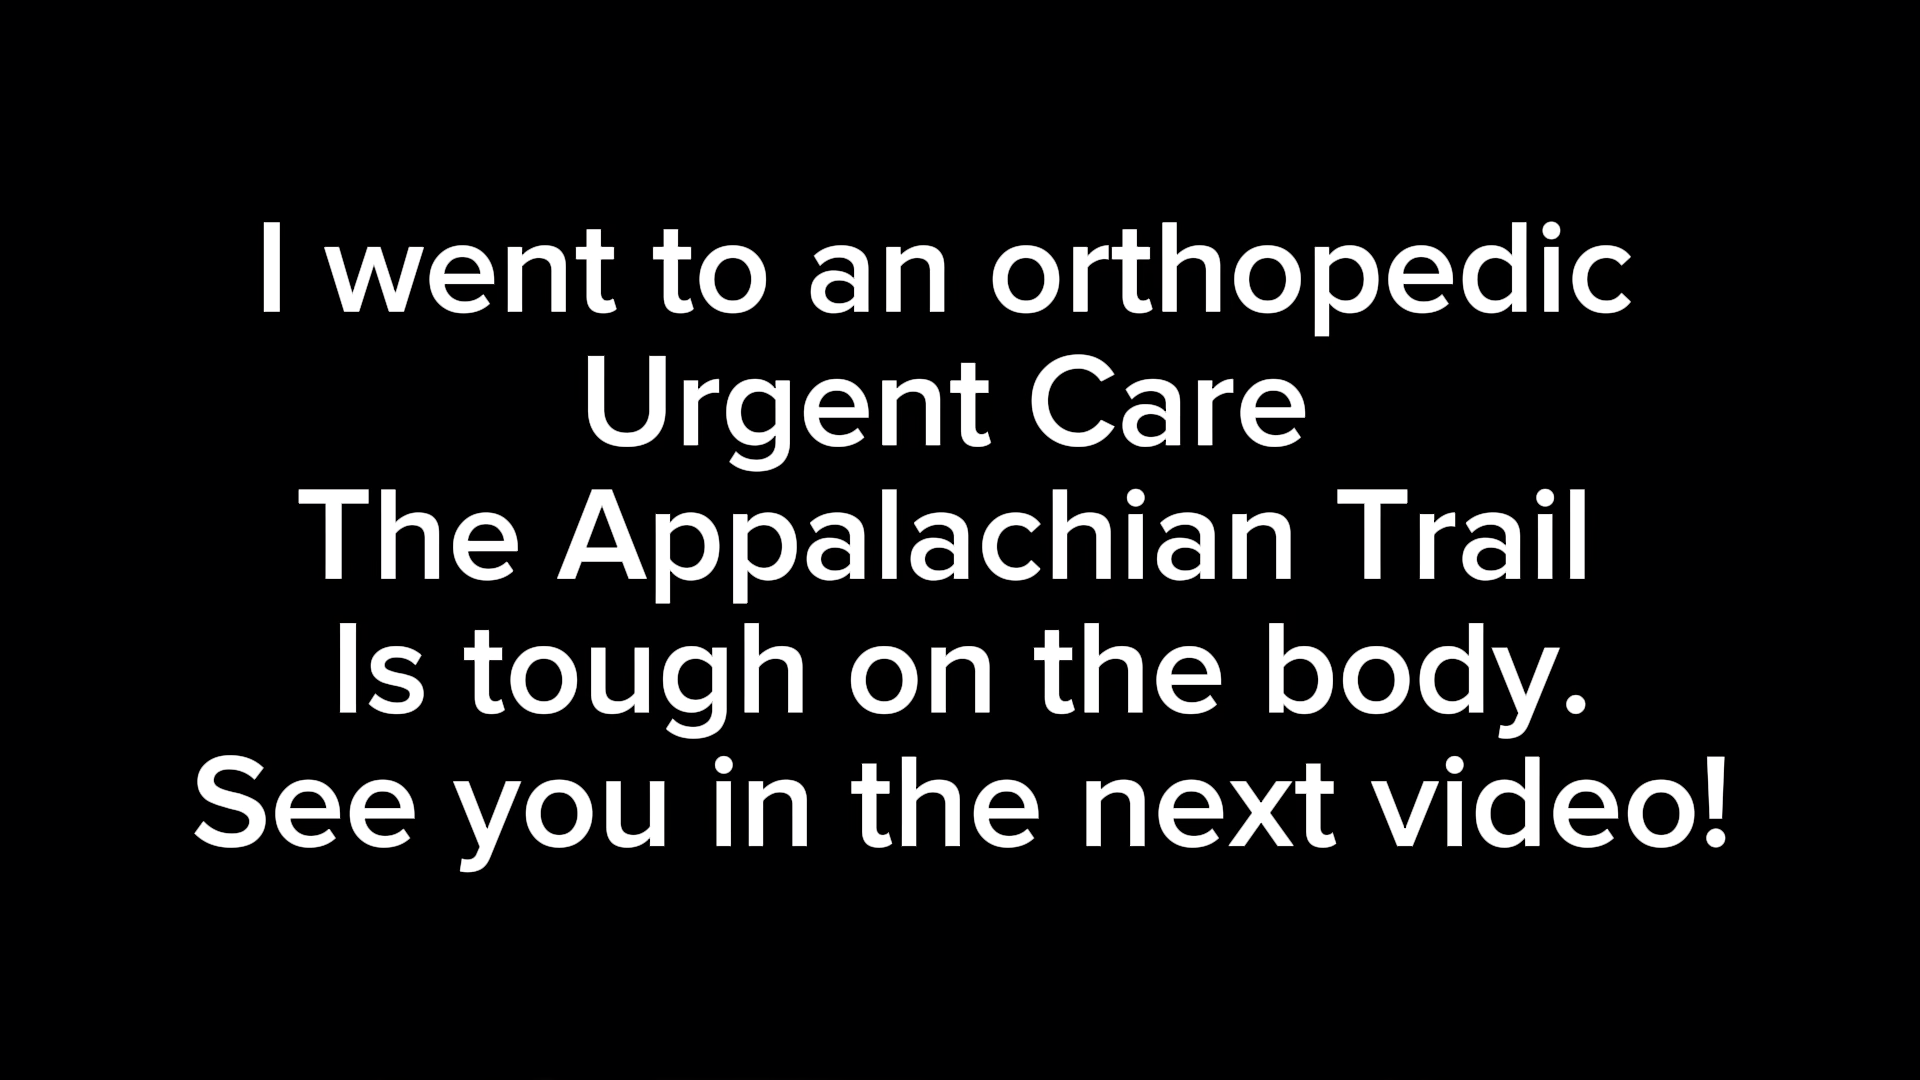 I went to an orthopedic
Urgent Care
The Appalachian Trail
Is tough on the body.
See you in the next video!